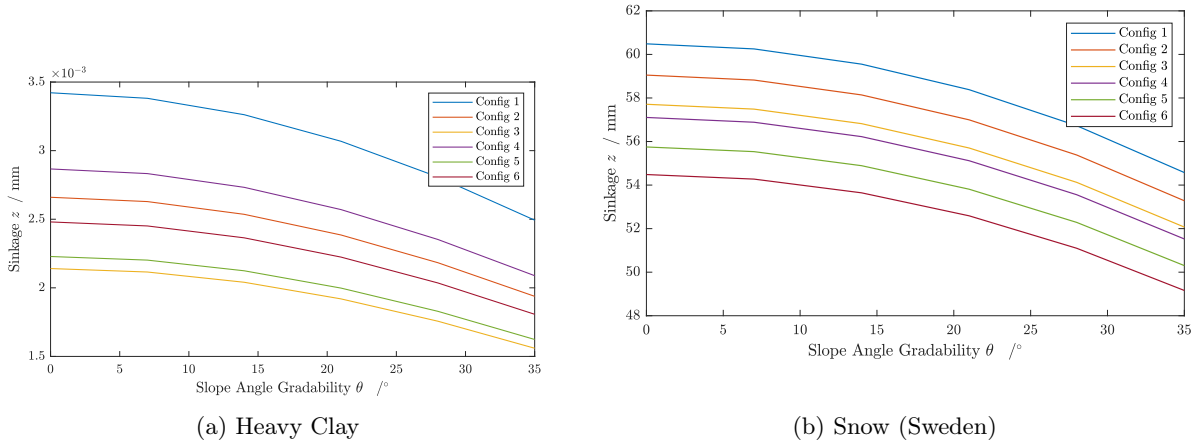 ×10⁻³
3.5
3
2.5
2
1.5
0 5 10 15 20 25 30 35
Sinkage z / mm
Slope Angle Gradability θ /°
Config 1
Config 2
Config 3
Config 4
Config 5
Config 6
(a) Heavy Clay
62
60
58
56
54
52
50
48
0 5 10 15 20 25 30 35
Sinkage z / mm
Slope Angle Gradability θ /°
Config 1
Config 2
Config 3
Config 4
Config 5
Config 6
(b) Snow (Sweden)